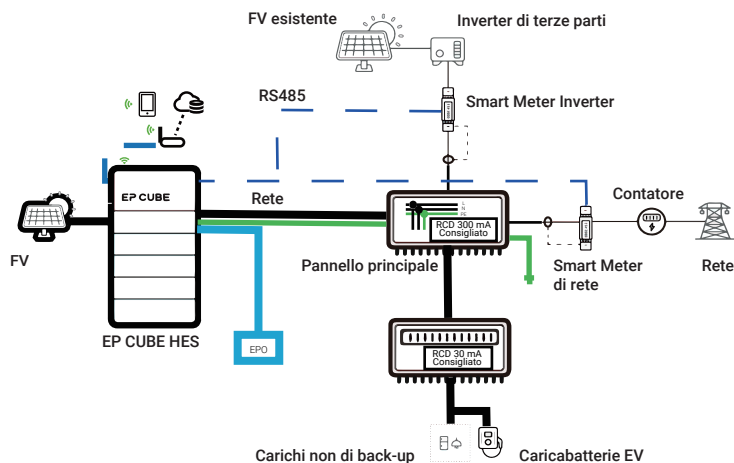 FV esistente
Inverter di terze parti
RS485
Smart Meter Inverter
EP CUBE
Rete
L
PE
RCD 300 mA
Consigliato
Contatore
FV
Pannello principale
Smart Meter
di rete
Rete
EP CUBE HES
EPO
RCD 30 mA
Consigliato
Carichi non di back-up
Caricabatterie EV